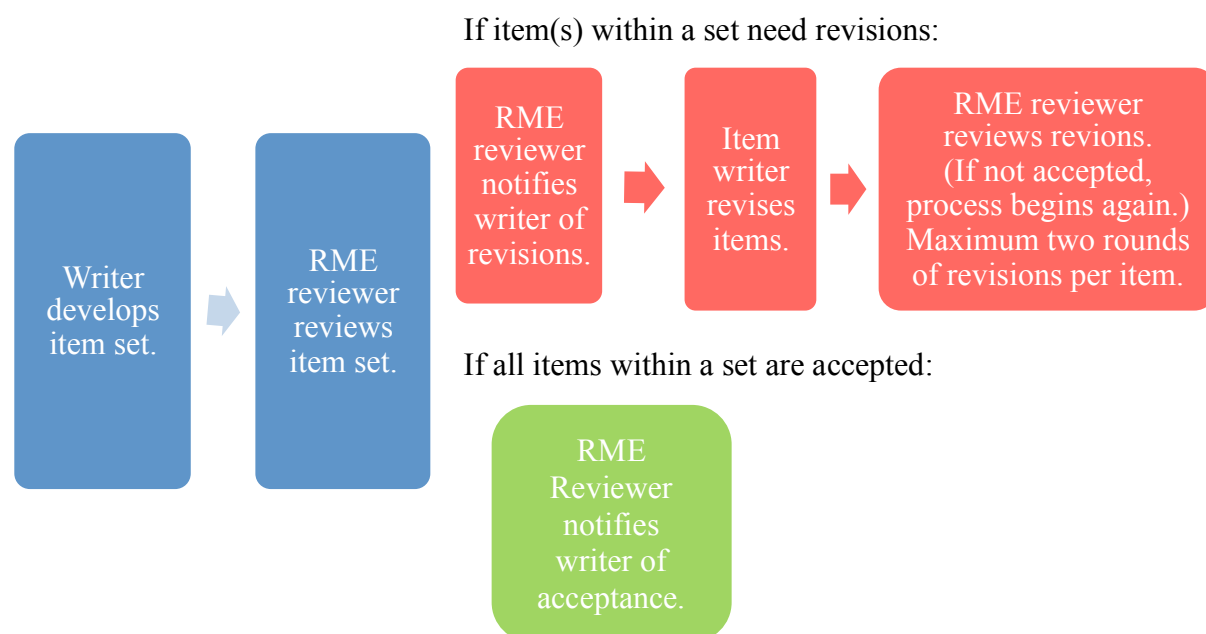 If item(s) within a set need revisions:
RME
reviewer
notifies
writer of
revisions.
Item
writer
revises
items.
RME reviewer
reviews revions.
(If not accepted,
process begins again.)
Maximum two rounds
of revisions per item.
Writer
develops
item set.
RME
reviewer
reviews
item set.
If all items within a set are accepted:
RME
Reviewer
notifies
writer of
acceptance.